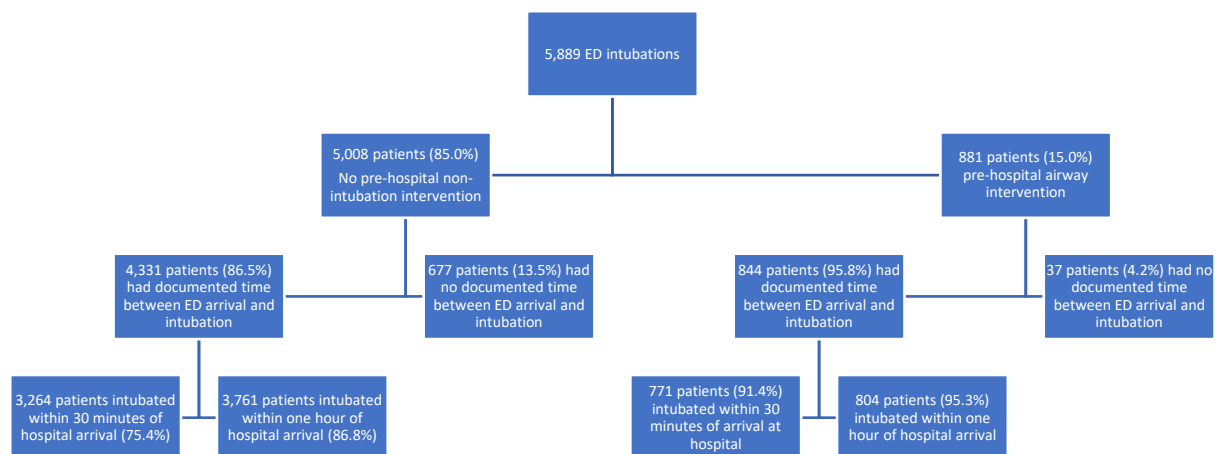 5,889 ED intubations
5,008 patients (85.0%)
No pre-hospital non-
intubation intervention
881 patients (15.0%)
pre-hospital airway
intervention
4,331 patients (86.5%)
had documented time
between ED arrival and
intubation
677 patients (13.5%) had
no documented time
between ED arrival and
intubation
844 patients (95.8%) had
documented time
between ED arrival and
intubation
37 patients (4.2%) had no
documented time
between ED arrival and
intubation
3,264 patients intubated
within 30 minutes of
hospital arrival (75.4%)
3,761 patients intubated
within one hour of
hospital arrival (86.8%)
771 patients (91.4%)
intubated within 30
minutes of arrival at
hospital
804 patients (95.3%)
intubated within one
hour of hospital arrival